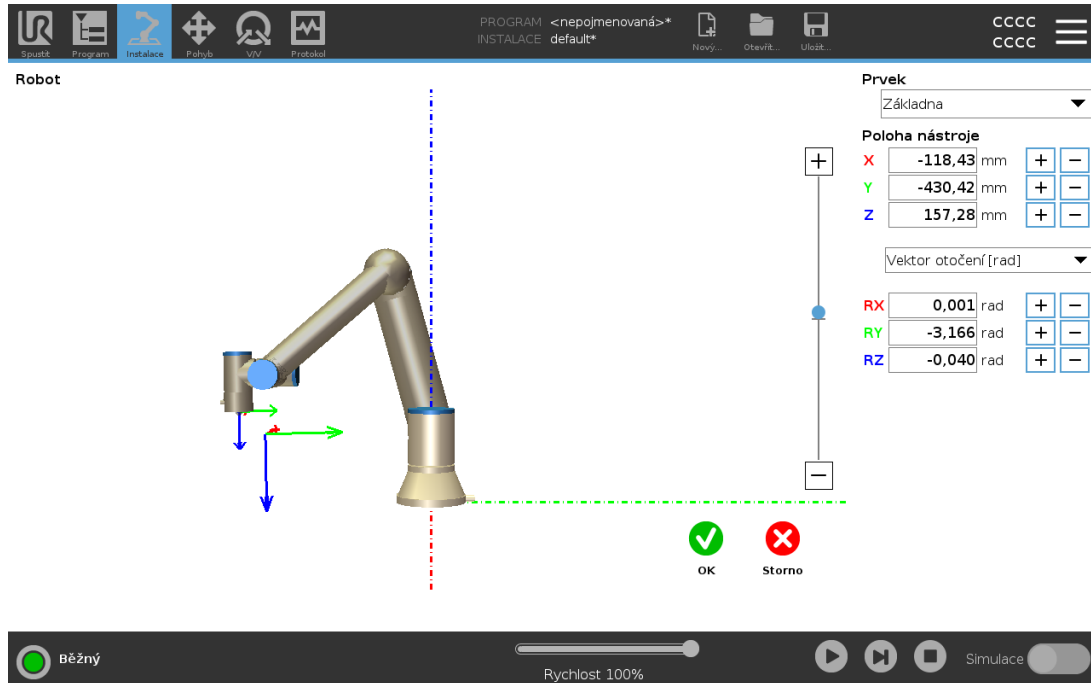 UR
PROGRAM <nepojmenovaná>*
INSTALACE default*
CCCC
CCCC
Spustit Program Instalace Pohyb V/V Protokol Nový... Otevřít... Uložit...
Robot
Prvek
Základna
Poloha nástroje
X -118,43 mm + −
Y -430,42 mm + −
Z 157,28 mm + −
Vektor otočení [rad]
RX 0,001 rad + −
RY -3,166 rad + −
RZ -0,040 rad + −
+
−
OK Storno
Běžný
Rychlost 100%
Simulace